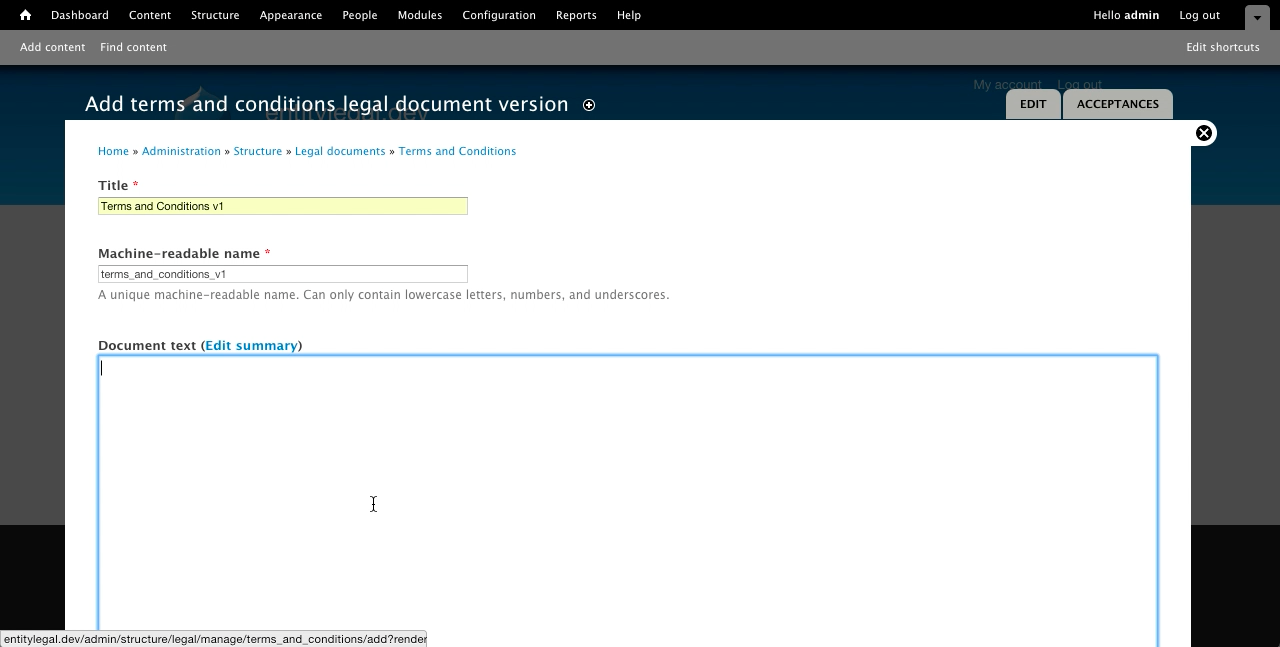 Dashboard Content Structure Appearance People Modules Configuration Reports Help Hello admin Log out
Add content Find content Edit shortcuts
My account Log out
Add terms and conditions legal document version
entitylegal.dev
EDIT ACCEPTANCES
Home » Administration » Structure » Legal documents » Terms and Conditions
Title *
Terms and Conditions v1
Machine-readable name *
terms_and_conditions_v1
A unique machine-readable name. Can only contain lowercase letters, numbers, and underscores.
Document text (Edit summary)
entitylegal.dev/admin/structure/legal/manage/terms_and_conditions/add?render